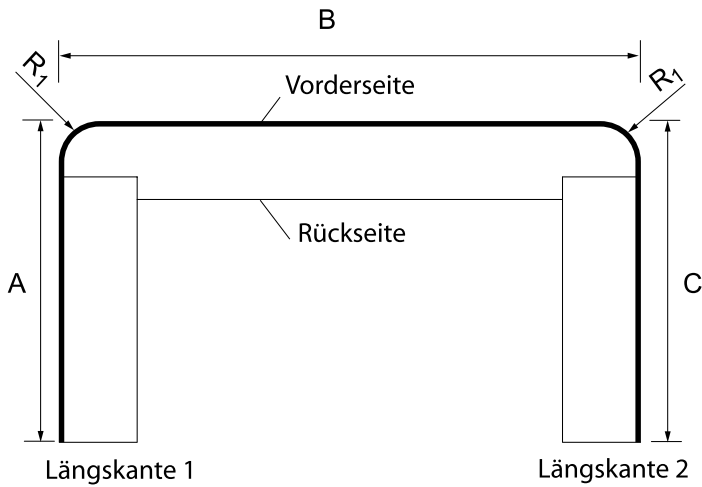 B
R1
R1
Vorderseite
Rückseite
A
C
Längskante 1
Längskante 2